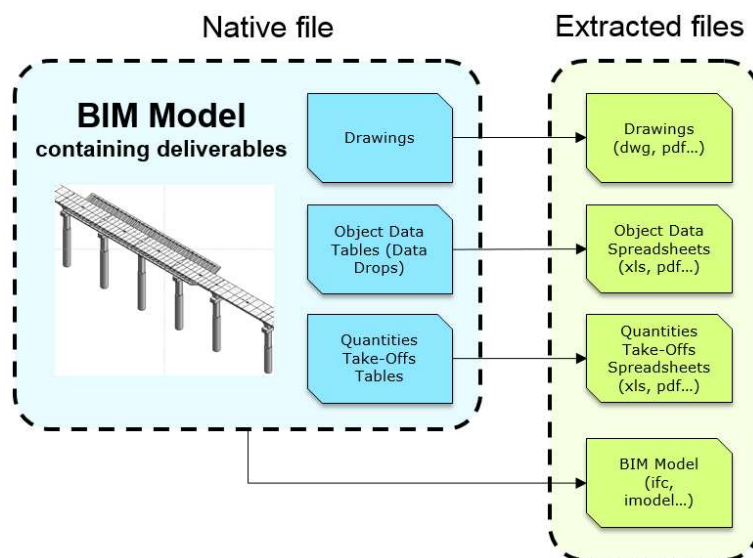 Native file
Extracted files
BIM Model
containing deliverables
Drawings
Drawings
(dwg, pdf...)
Object Data
Tables (Data
Drops)
Object Data
Spreadsheets
(xls, pdf...)
Quantities
Take-Offs
Tables
Quantities
Take-Offs
Spreadsheets
(xls, pdf...)
BIM Model
(ifc,
imodel...)